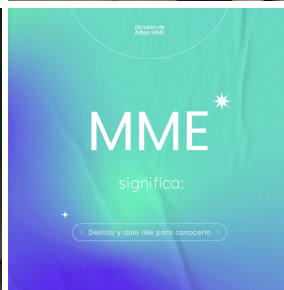 Escuela de
Artes MME
MME
significa:
Desliza y dale like para conocerlo